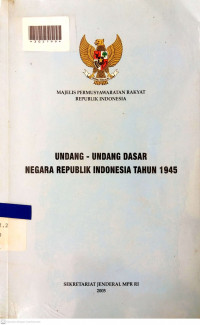 MAJELIS PERMUSYAWARATAN RAKYAT
REPUBLIK INDONESIA
UNDANG - UNDANG DASAR
NEGARA REPUBLIK INDONESIA TAHUN 1945
SEKRETARIAT JENDERAL MPR RI